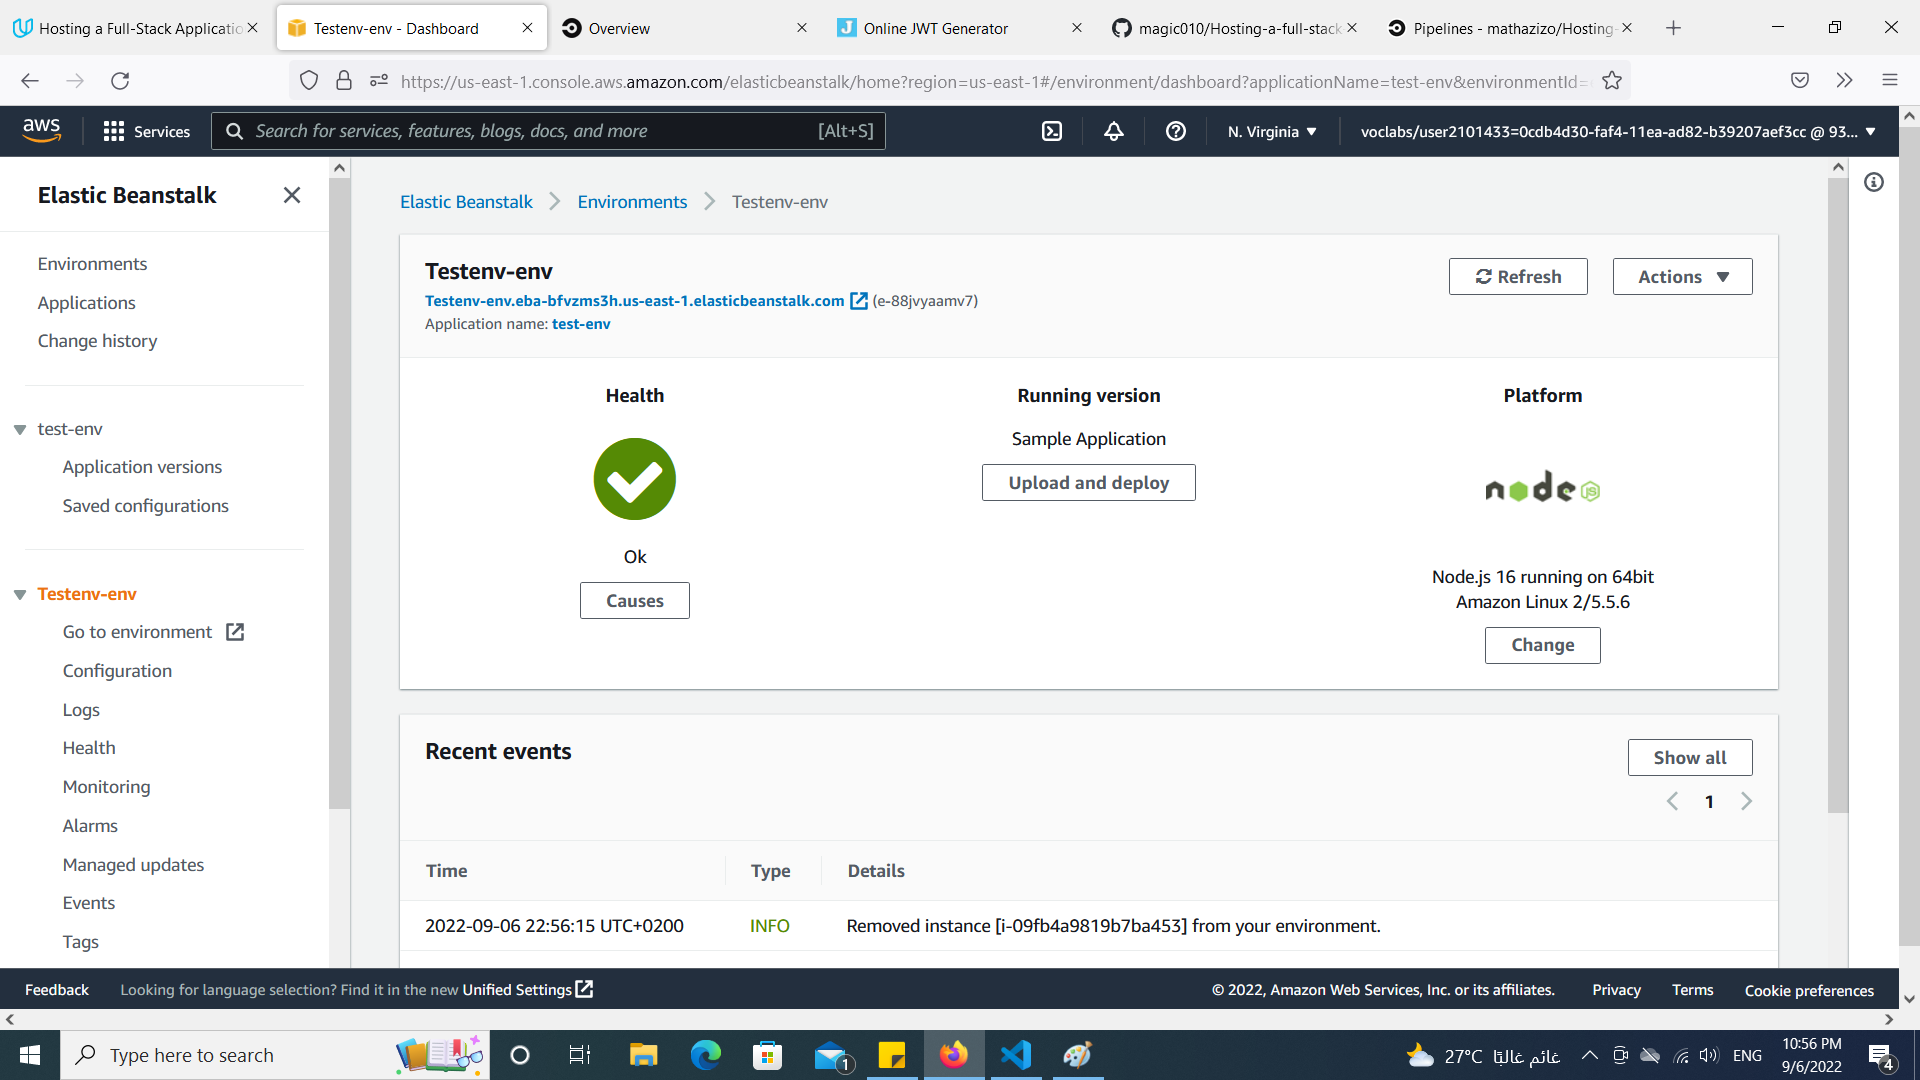 Hosting a Full-Stack Applicatio
Testenv-env - Dashboard
Overview
Online JWT Generator
magic010/Hosting-a-full-stack
Pipelines - mathazizo/Hosting-
https://us-east-1.console.aws.amazon.com/elasticbeanstalk/home?region=us-east-1#/environment/dashboard?applicationName=test-env&environmentId=
aws
Services
Search for services, features, blogs, docs, and more
[Alt+S]
N. Virginia
voclabs/user2101433=0cdb4d30-faf4-11ea-ad82-b39207aef3cc @ 93...
Elastic Beanstalk
Environments
Applications
Change history
test-env
Application versions
Saved configurations
Testenv-env
Go to environment
Configuration
Logs
Health
Monitoring
Alarms
Managed updates
Events
Tags
Elastic Beanstalk
Environments
Testenv-env
Testenv-env
Testenv-env.eba-bfvzms3h.us-east-1.elasticbeanstalk.com (e-88jvyaamv7)
Application name: test-env
Refresh
Actions
Health
Ok
Causes
Running version
Sample Application
Upload and deploy
Platform
node JS
Node.js 16 running on 64bit
Amazon Linux 2/5.5.6
Change
Recent events
Show all
1
Time
Type
Details
2022-09-06 22:56:15 UTC+0200
INFO
Removed instance [i-09fb4a9819b7ba453] from your environment.
Feedback
Looking for language selection? Find it in the new Unified Settings
© 2022, Amazon Web Services, Inc. or its affiliates.
Privacy
Terms
Cookie preferences
Type here to search
1
27°C غائم غالبًا
ENG
10:56 PM
9/6/2022
4